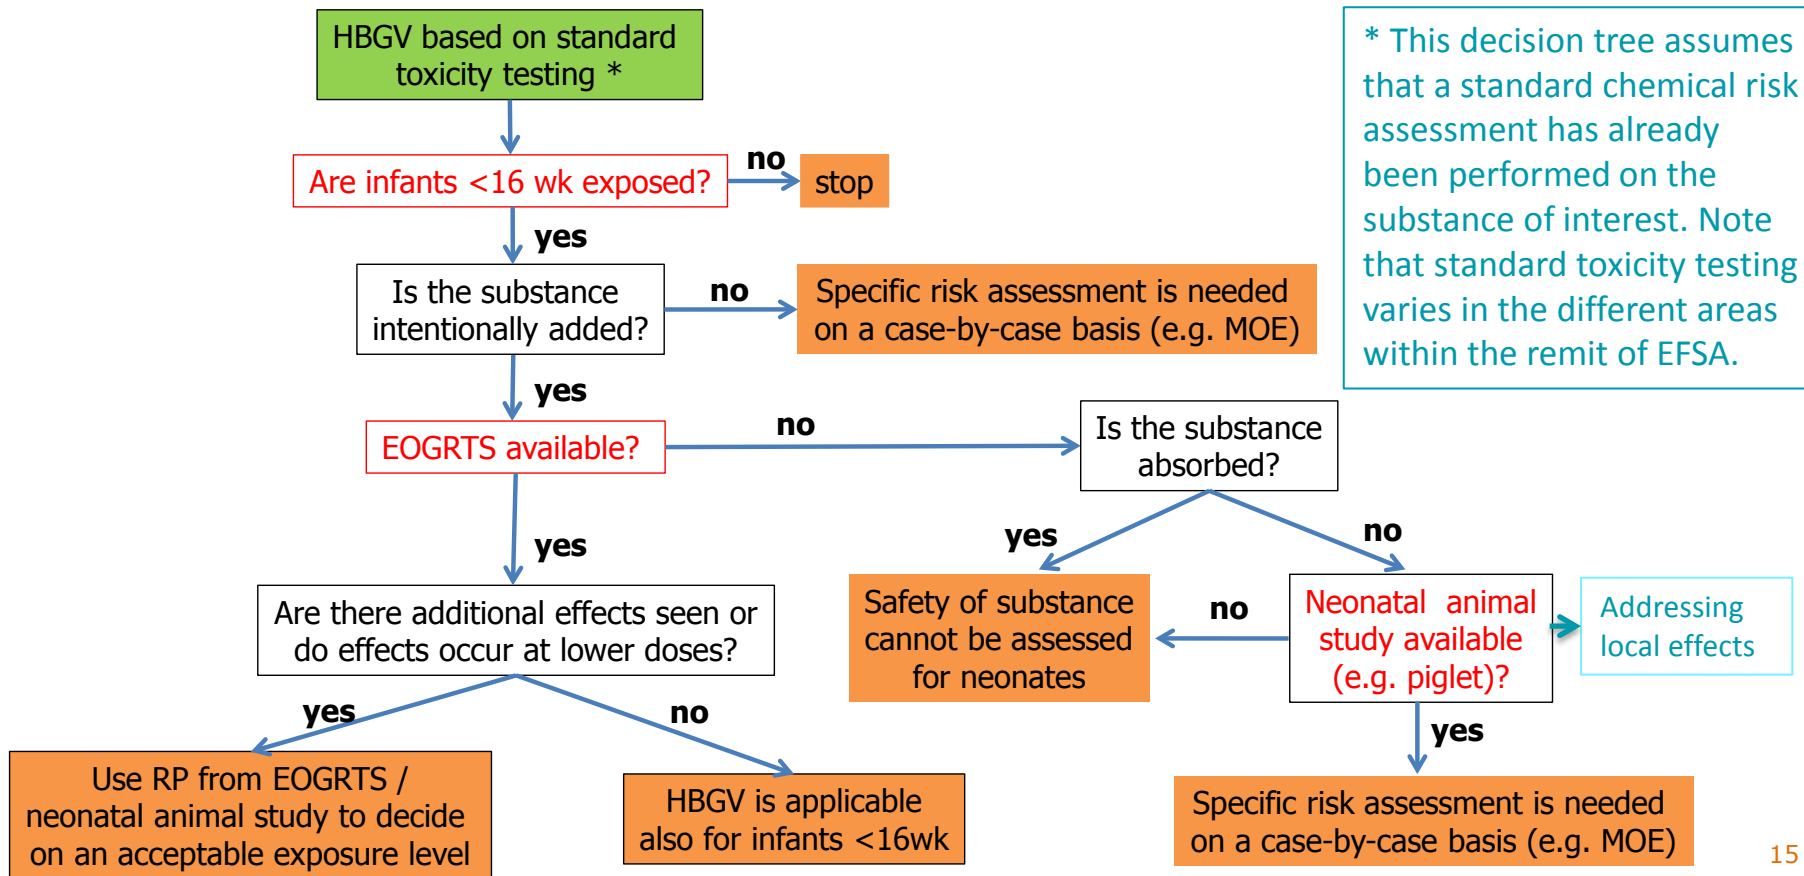 HBGV based on standard
toxicity testing *
* This decision tree assumes
that a standard chemical risk
assessment has already
been performed on the
substance of interest. Note
that standard toxicity testing
varies in the different areas
within the remit of EFSA.
Are infants <16 wk exposed?
no
stop
yes
Is the substance
intentionally added?
no
Specific risk assessment is needed
on a case-by-case basis (e.g. MOE)
yes
EOGRTS available?
no
Is the substance
absorbed?
yes
yes
no
Are there additional effects seen or
do effects occur at lower doses?
Safety of substance
cannot be assessed
for neonates
no
Neonatal animal
study available
(e.g. piglet)?
Addressing
local effects
yes
no
yes
Use RP from EOGRTS /
neonatal animal study to decide
on an acceptable exposure level
HBGV is applicable
also for infants <16wk
Specific risk assessment is needed
on a case-by-case basis (e.g. MOE)
15